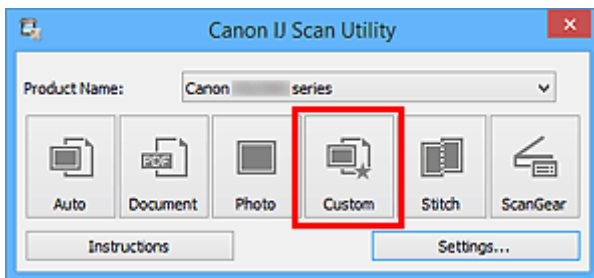 Canon IJ Scan Utility
Product Name: Canon series
PDF
Auto Document Photo Custom Stitch ScanGear
Instructions Settings...